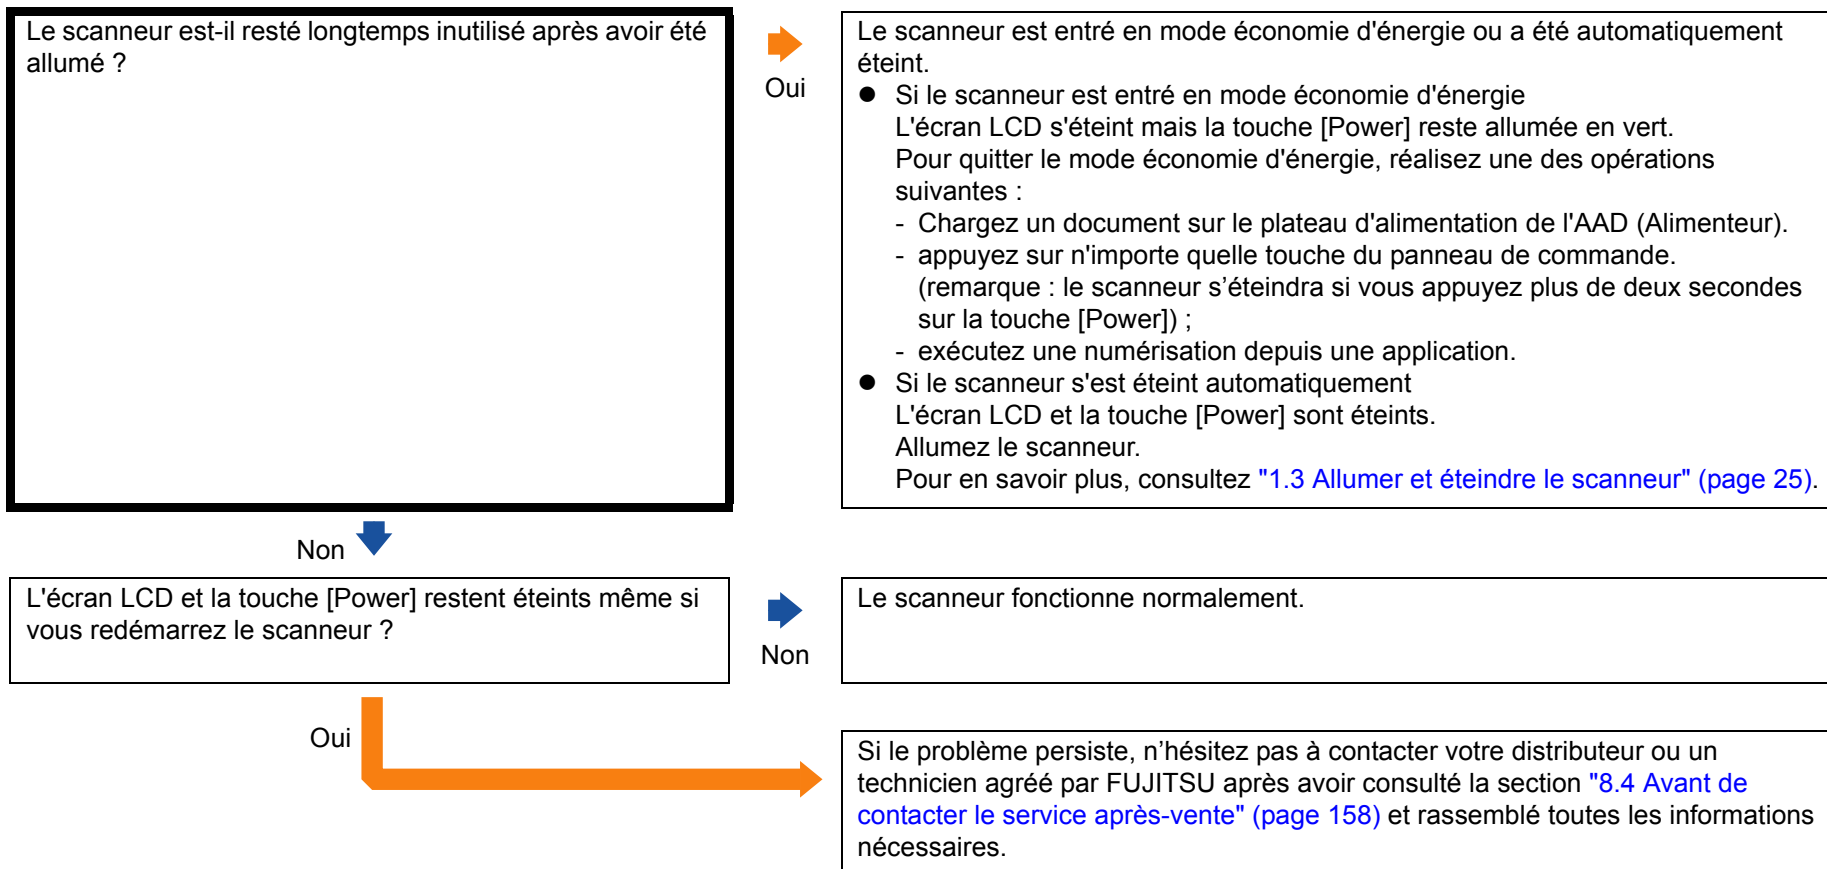 Le scanneur est-il resté longtemps inutilisé après avoir été
allumé ?
Oui
Le scanneur est entré en mode économie d'énergie ou a été automatiquement
éteint.
● Si le scanneur est entré en mode économie d'énergie
L'écran LCD s'éteint mais la touche [Power] reste allumée en vert.
Pour quitter le mode économie d'énergie, réalisez une des opérations
suivantes :
- Chargez un document sur le plateau d'alimentation de l'AAD (Alimenteur).
- appuyez sur n'importe quelle touche du panneau de commande.
(remarque : le scanneur s’éteindra si vous appuyez plus de deux secondes
sur la touche [Power]) ;
- exécutez une numérisation depuis une application.
● Si le scanneur s'est éteint automatiquement
L'écran LCD et la touche [Power] sont éteints.
Allumez le scanneur.
Pour en savoir plus, consultez "1.3 Allumer et éteindre le scanneur" (page 25).
Non
L'écran LCD et la touche [Power] restent éteints même si
vous redémarrez le scanneur ?
Non
Le scanneur fonctionne normalement.
Oui
Si le problème persiste, n’hésitez pas à contacter votre distributeur ou un
technicien agréé par FUJITSU après avoir consulté la section "8.4 Avant de
contacter le service après-vente" (page 158) et rassemblé toutes les informations
nécessaires.